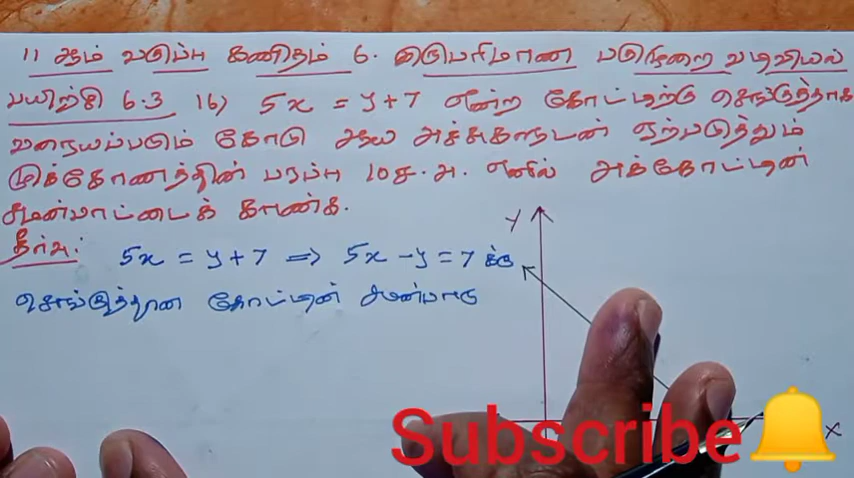 11 ஆம் வகுப்பு கணிதம் 6. இருபரிமாண பகுமுறை வடிவியல்
பயிற்சி 6.3 16) 5x = y+7 என்ற கோட்டிற்கு செங்குத்தாக
வரையப்படும் கோடு ஆய அச்சுகளுடன் ஏற்படுத்தும்
முக்கோணத்தின் பரப்பு 10 ச.அ. எனில் அக்கோட்டின்
சமன்பாட்டைக் காண்க.
தீர்வு: 5x = y+7 ⇒ 5x - y = 7 க்கு
செங்குத்தான கோட்டின் சமன்பாடு
y
x
Subscribe